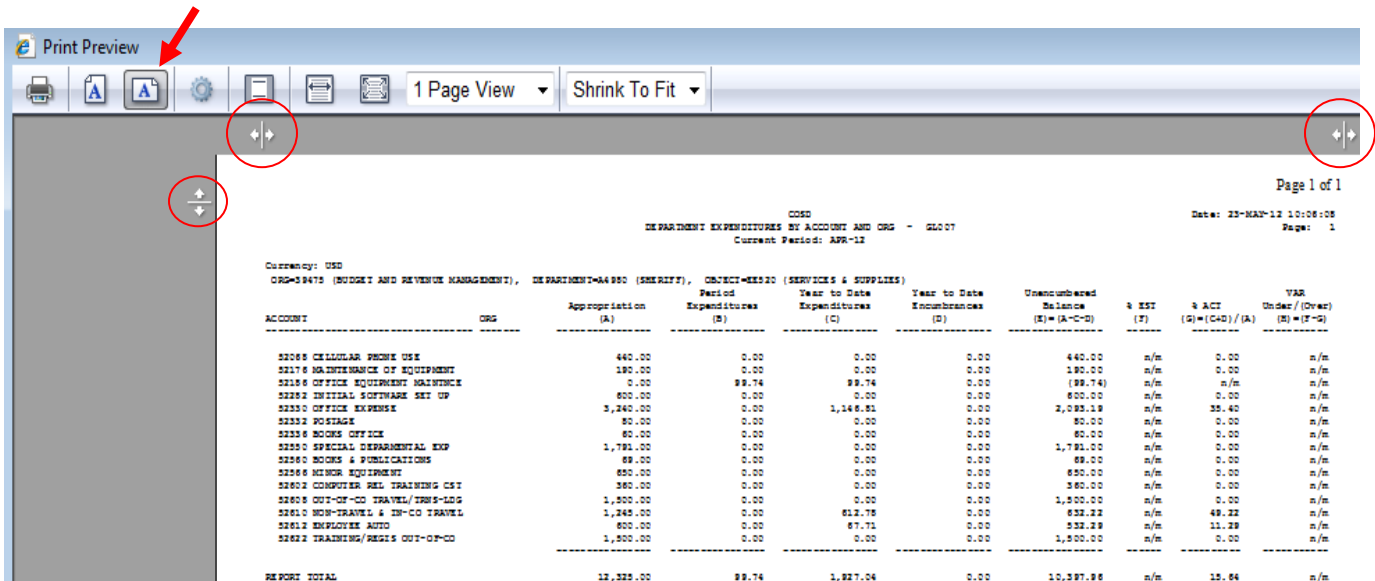 Print Preview
1 Page View
Shrink To Fit
Page 1 of 1
COSD Date: 23-MAY-12 10:06:08
DEPARTMENT EXPENDITURES BY ACCOUNT AND ORG - GL007 Page: 1
Current Period: APR-12
Currency: USD
ORG=39475 (BUDGET AND REVENUE MANAGEMENT), DEPARTMENT=A4980 (SHERIFF), OBJECT=EE520 (SERVICES & SUPPLIES)
Period Year to Date Year to Date Unencumbered VAR
Appropriation Expenditures Expenditures Encumbrances Balance % EST % ACT Under/(Over)
ACCOUNT ORG (A) (B) (C) (D) (E)=(A-C-D) (F) (G)=(C+D)/(A) (H)=(F-G)
52068 CELLULAR PHONE USE 440.00 0.00 0.00 0.00 440.00 n/m 0.00 n/m
52176 MAINTENANCE OF EQUIPMENT 190.00 0.00 0.00 0.00 190.00 n/m 0.00 n/m
52186 OFFICE EQUIPMENT MAINTNCE 0.00 99.74 99.74 0.00 (99.74) n/m n/m n/m
52282 INITIAL SOFTWARE SET UP 600.00 0.00 0.00 0.00 600.00 n/m 0.00 n/m
52330 OFFICE EXPENSE 3,240.00 0.00 1,146.81 0.00 2,093.19 n/m 35.40 n/m
52332 POSTAGE 80.00 0.00 0.00 0.00 80.00 n/m 0.00 n/m
52336 BOOKS OFFICE 60.00 0.00 0.00 0.00 60.00 n/m 0.00 n/m
52550 SPECIAL DEPARMENTAL EXP 1,791.00 0.00 0.00 0.00 1,791.00 n/m 0.00 n/m
52560 BOOKS & PUBLICATIONS 69.00 0.00 0.00 0.00 69.00 n/m 0.00 n/m
52566 MINOR EQUIPMENT 650.00 0.00 0.00 0.00 650.00 n/m 0.00 n/m
52602 COMPUTER REL TRAINING CST 360.00 0.00 0.00 0.00 360.00 n/m 0.00 n/m
52608 OUT-OF-CO TRAVEL/TRNS-LDG 1,500.00 0.00 0.00 0.00 1,500.00 n/m 0.00 n/m
52610 NON-TRAVEL & IN-CO TRAVEL 1,245.00 0.00 612.78 0.00 632.22 n/m 49.22 n/m
52612 EMPLOYEE AUTO 600.00 0.00 67.71 0.00 532.29 n/m 11.29 n/m
52622 TRAINING/REGIS OUT-OF-CO 1,500.00 0.00 0.00 0.00 1,500.00 n/m 0.00 n/m
REPORT TOTAL 12,325.00 99.74 1,927.04 0.00 10,397.96 n/m 15.64 n/m